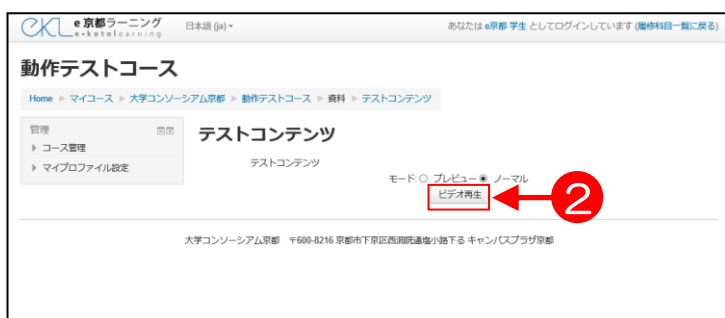 e京都ラーニング
e-kotolearning
日本語 (ja)
あなたは e京都 学生 としてログインしています (履修科目一覧に戻る)
動作テストコース
Home ▶ マイコース ▶ 大学コンソーシアム京都 ▶ 動作テストコース ▶ 資料 ▶ テストコンテンツ
管理
コース管理
マイプロファイル設定
テストコンテンツ
テストコンテンツ
モード:○ プレビュー◉ ノーマル
ビデオ再生
2
大学コンソーシアム京都 〒600-8216 京都市下京区西洞院通塩小路下る キャンパスプラザ京都